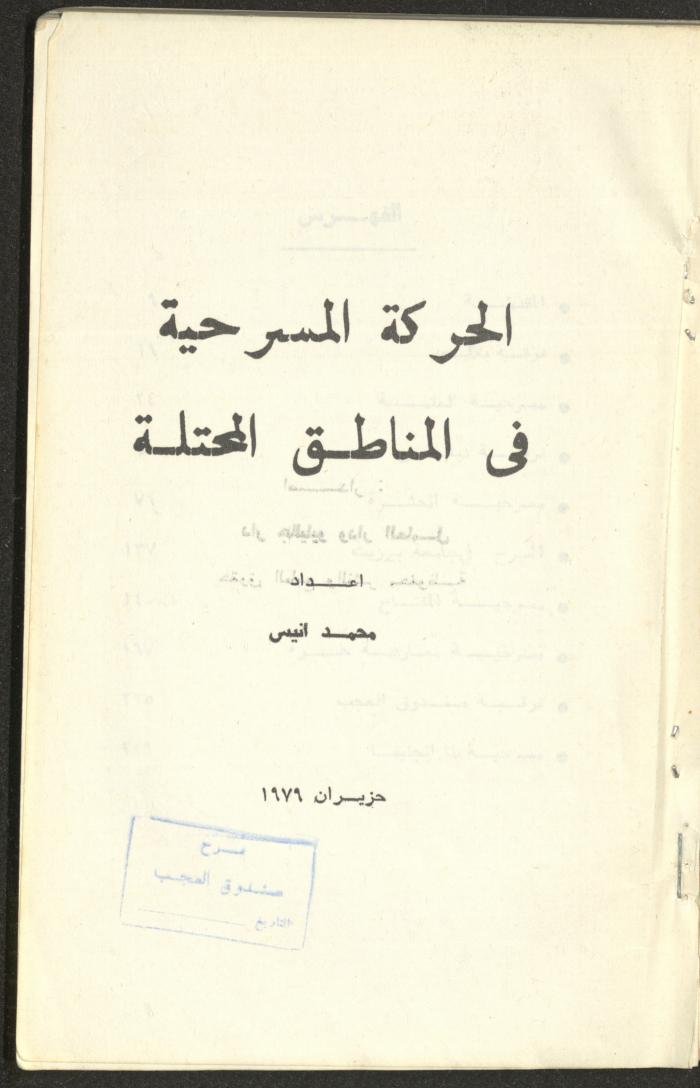 الحركة المسرحية
فى المناطق المحتلة
اعداد
محمد انيس
حزيران ١٩٧٩
مسرح
صندوق العجب
التاريخ